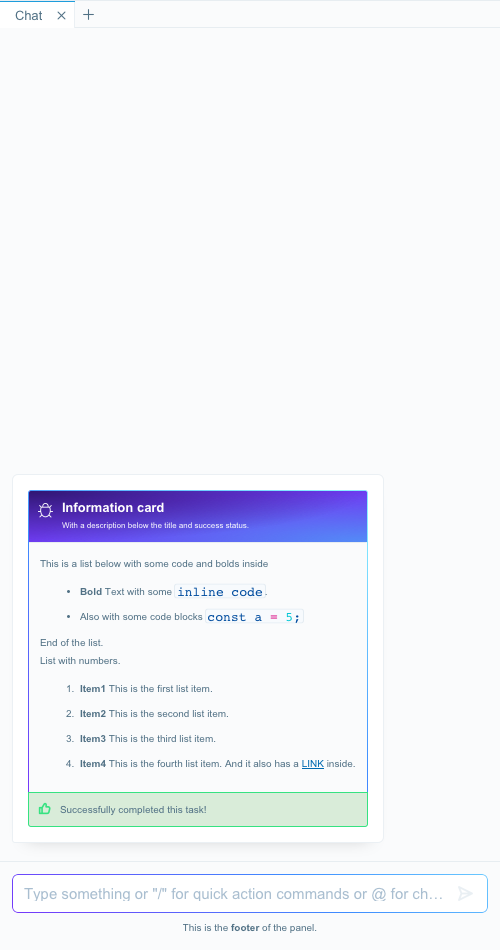 Chat
Information card
With a description below the title and success status.
This is a list below with some code and bolds inside
• Bold Text with some inline code.
• Also with some code blocks const a = 5;
End of the list.
List with numbers.
1. Item1 This is the first list item.
2. Item2 This is the second list item.
3. Item3 This is the third list item.
4. Item4 This is the fourth list item. And it also has a LINK inside.
Successfully completed this task!
Type something or "/" for quick action commands or @ for ch…
This is the footer of the panel.